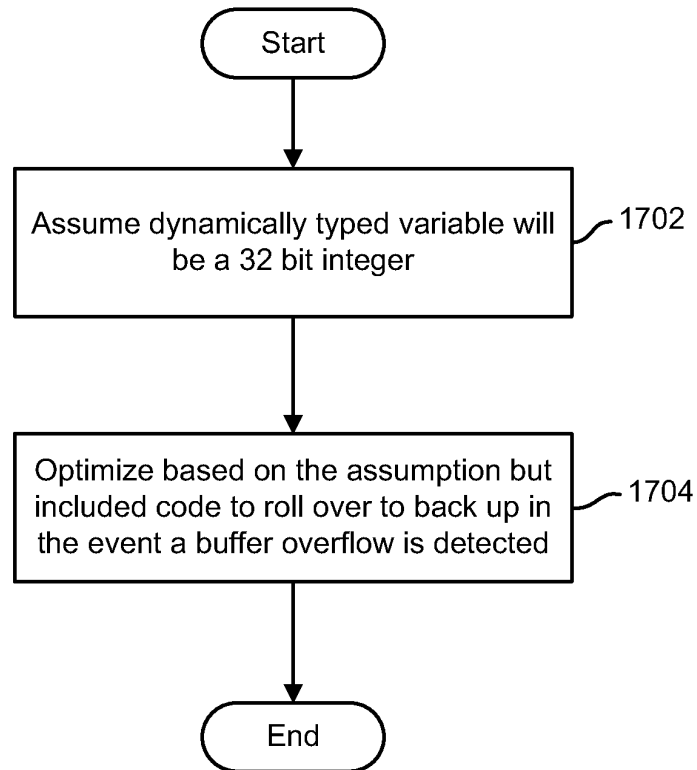 Start
Assume dynamically typed variable will
be a 32 bit integer
1702
Optimize based on the assumption but
included code to roll over to back up in
the event a buffer overflow is detected
1704
End